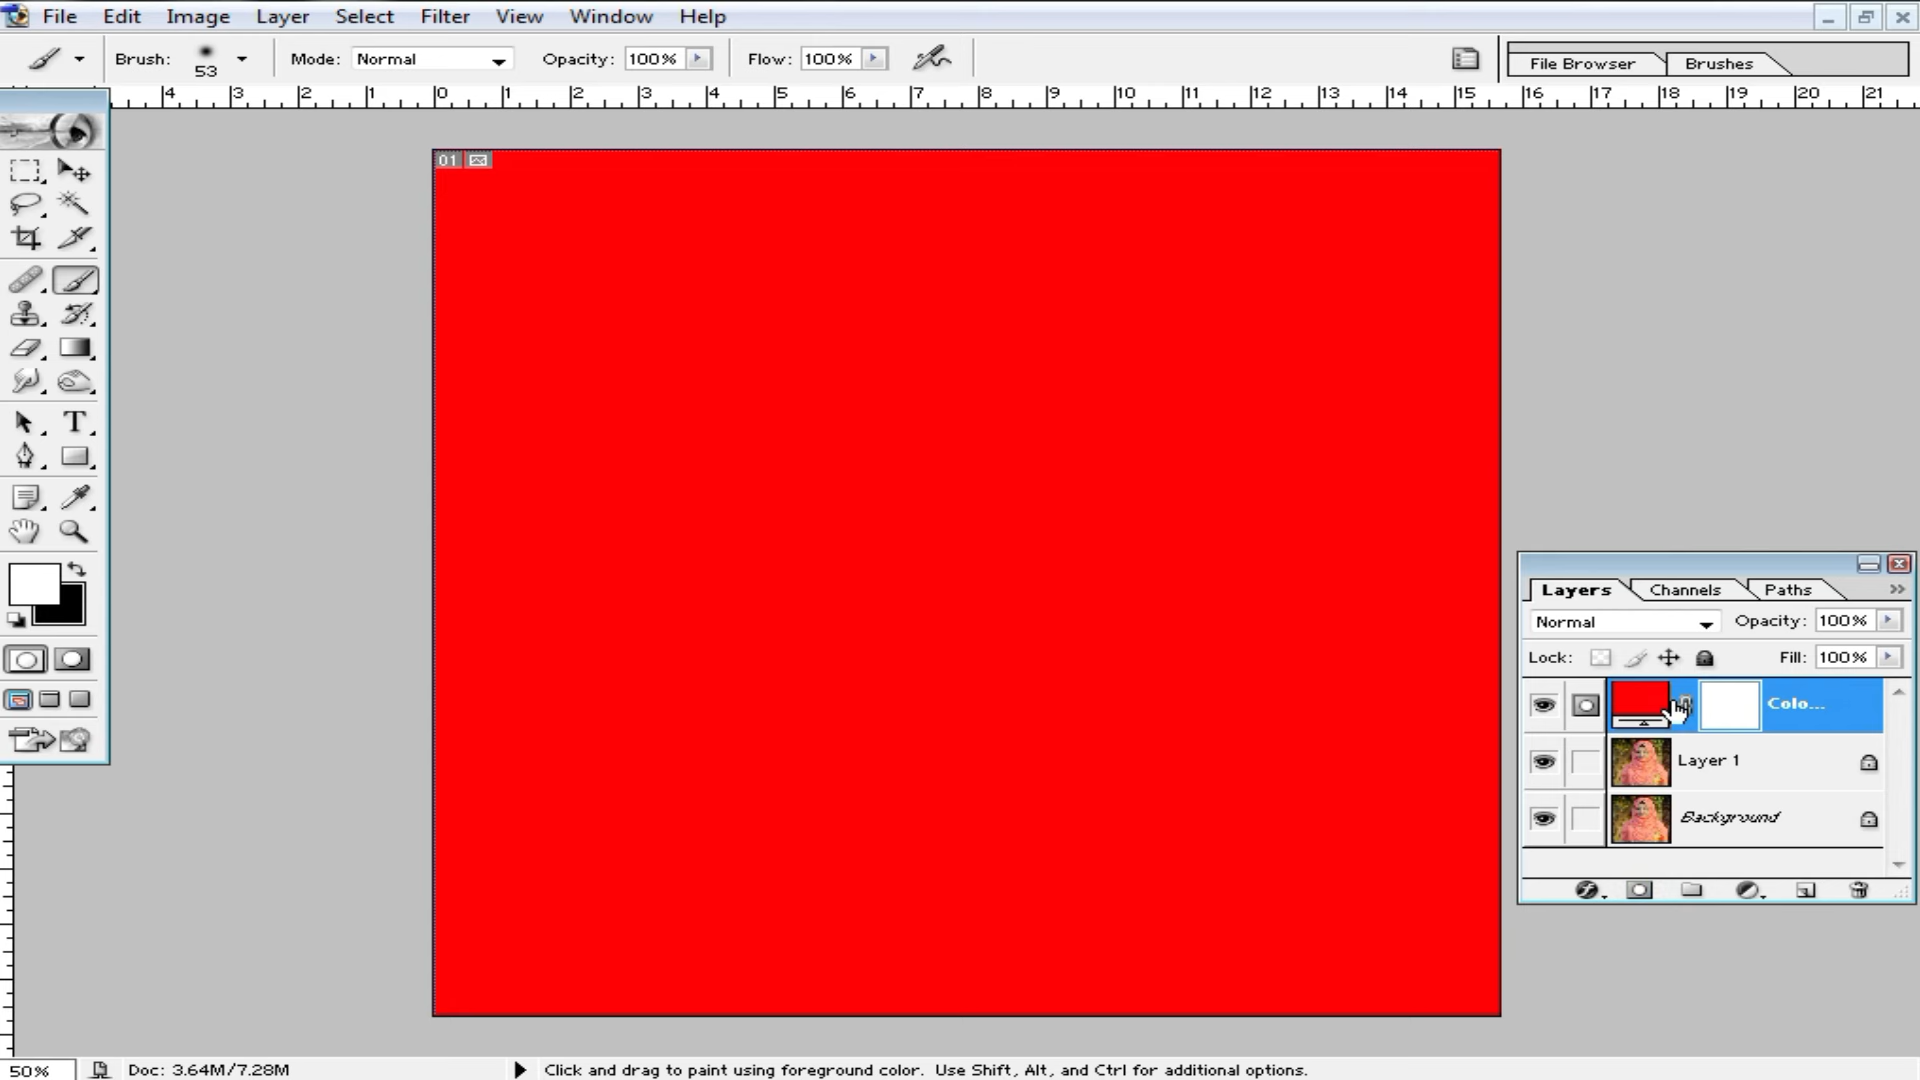 File Edit Image Layer Select Filter View Window Help
Brush: 53 Mode: Normal Opacity: 100% Flow: 100% File Browser Brushes
4 3 2 1 0 1 2 3 4 5 6 7 8 9 10 11 12 13 14 15 16 17 18 19 20 21
01
T
Layers Channels Paths
Normal Opacity: 100%
Lock: Fill: 100%
Colo...
Layer 1
Background
50% Doc: 3.64M/7.28M Click and drag to paint using foreground color. Use Shift, Alt, and Ctrl for additional options.